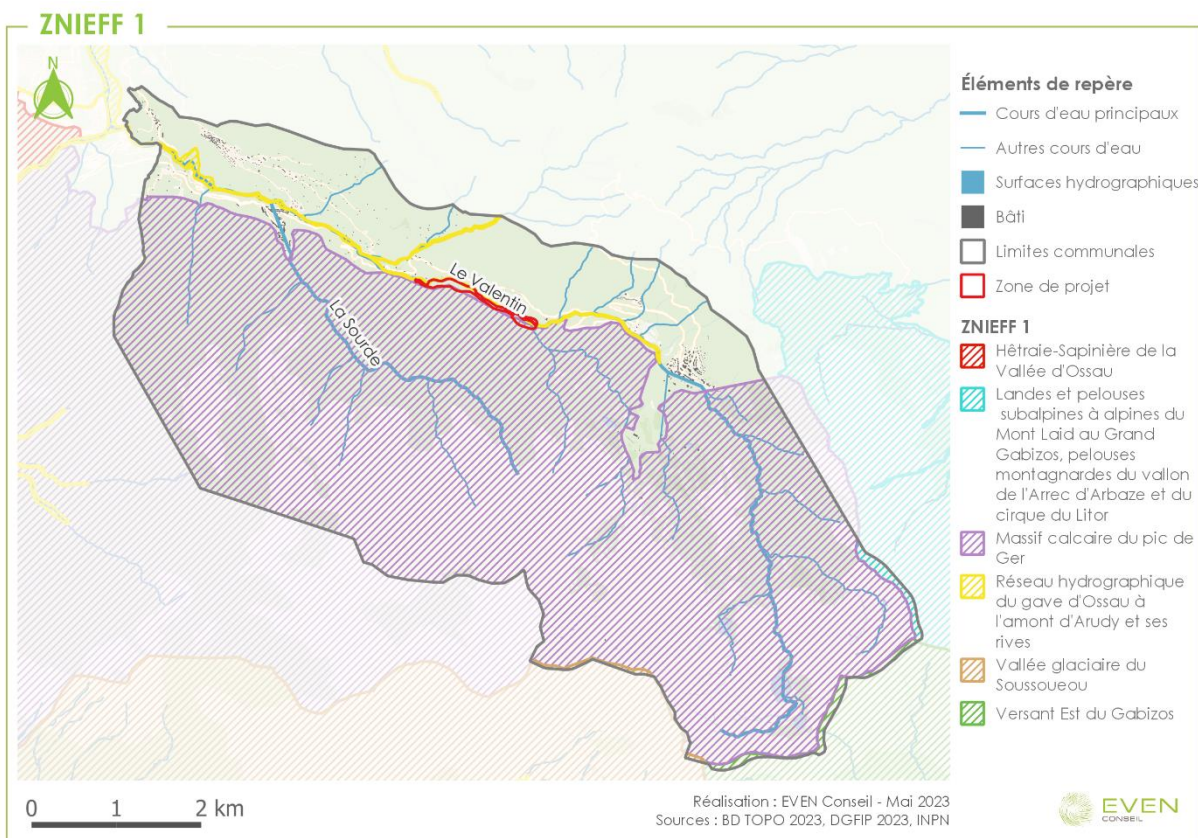 ZNIEFF 1
N
Le Valentin
La Sourde
0 1 2 km
Réalisation : EVEN Conseil - Mai 2023
Sources : BD TOPO 2023, DGFIP 2023, INPN
Éléments de repère
Cours d'eau principaux
Autres cours d'eau
Surfaces hydrographiques
Bâti
Limites communales
Zone de projet
ZNIEFF 1
Hêtraie-Sapinière de la
Vallée d'Ossau
Landes et pelouses
subalpines à alpines du
Mont Laid au Grand
Gabizos, pelouses
montagnardes du vallon
de l'Arrec d'Arbaze et du
cirque du Litor
Massif calcaire du pic de
Ger
Réseau hydrographique
du gave d'Ossau à
l'amont d'Arudy et ses
rives
Vallée glaciaire du
Soussoueou
Versant Est du Gabizos
EVEN
CONSEIL